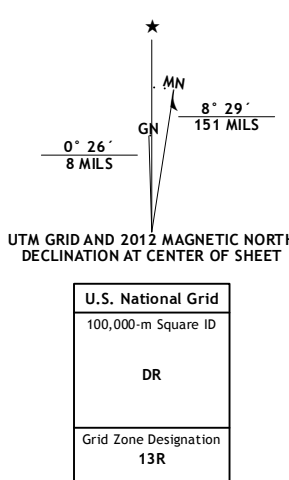 MN
GN
0° 26´
8 MILS
8° 29´
151 MILS
UTM GRID AND 2012 MAGNETIC NORTH
DECLINATION AT CENTER OF SHEET
U.S. National Grid
100,000-m Square ID
DR
Grid Zone Designation
13R